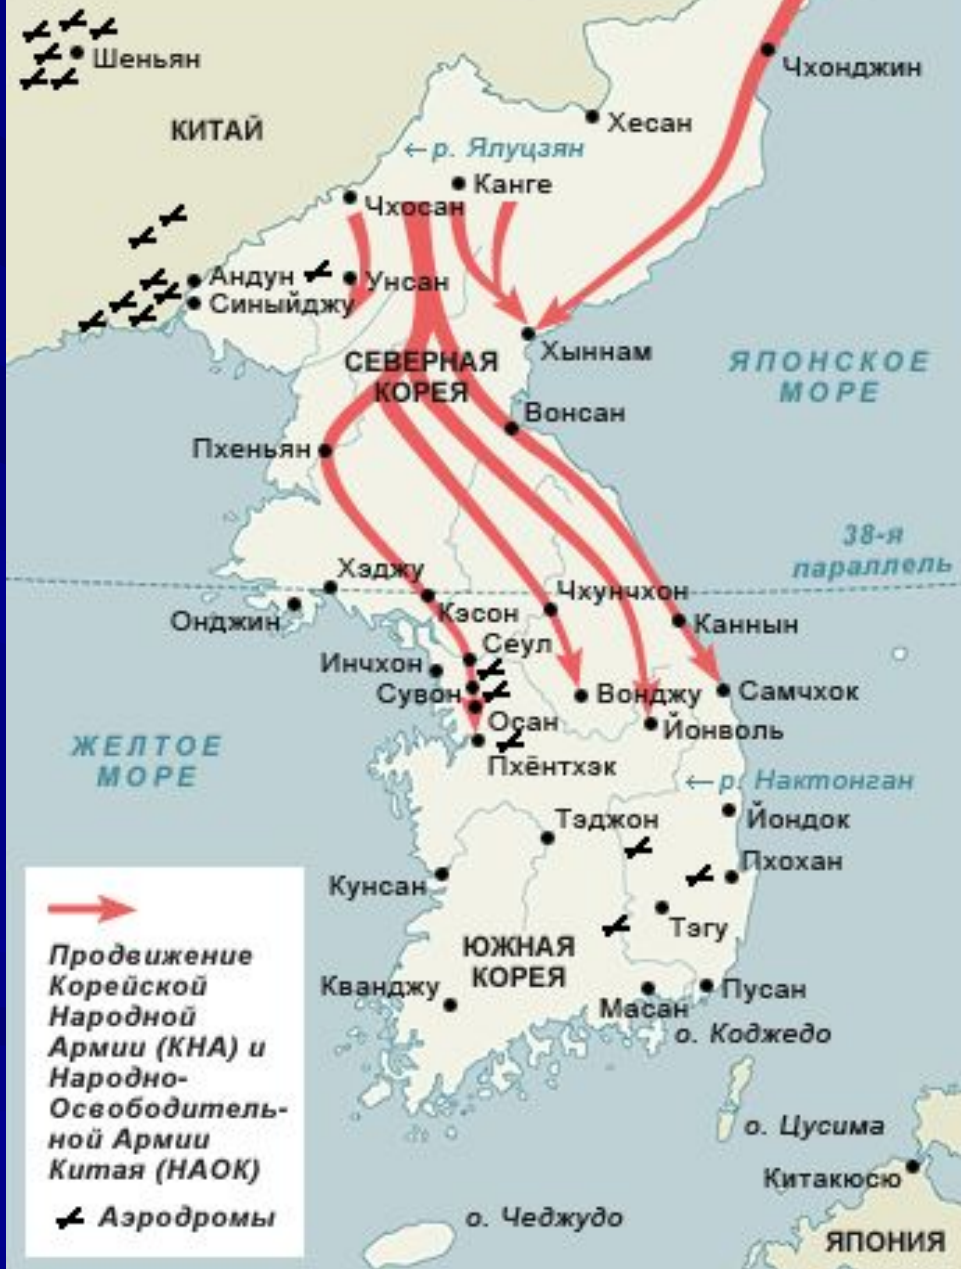 Шеньян
Чхонджин
КИТАЙ
Хесан
←р. Ялуцзян
Канге
Чхосан
Андун
Унсан
Синыйджу
СЕВЕРНАЯ
КОРЕЯ
Хыннам
ЯПОНСКОЕ
МОРЕ
Вонсан
Пхеньян
38-я
параллель
Хэджу
Чхунчхон
Онджин
Кэсон
Каннын
Сеул
Инчхон
Сувон
Вонджу
Самчхок
Осан
Йонволь
ЖЕЛТОЕ
МОРЕ
Пхёнтхэк
←р. Нактонган
Тэджон
Йондок
Пхохан
Кунсан
Тэгу
ЮЖНАЯ
КОРЕЯ
Кванджу
Пусан
Масан
о. Коджедо
о. Цусима
Китакюсю
о. Чеджудо
ЯПОНИЯ
Продвижение
Корейской
Народной
Армии (КНА) и
Народно-
Освободитель-
ной Армии
Китая (НАОК)
Аэродромы